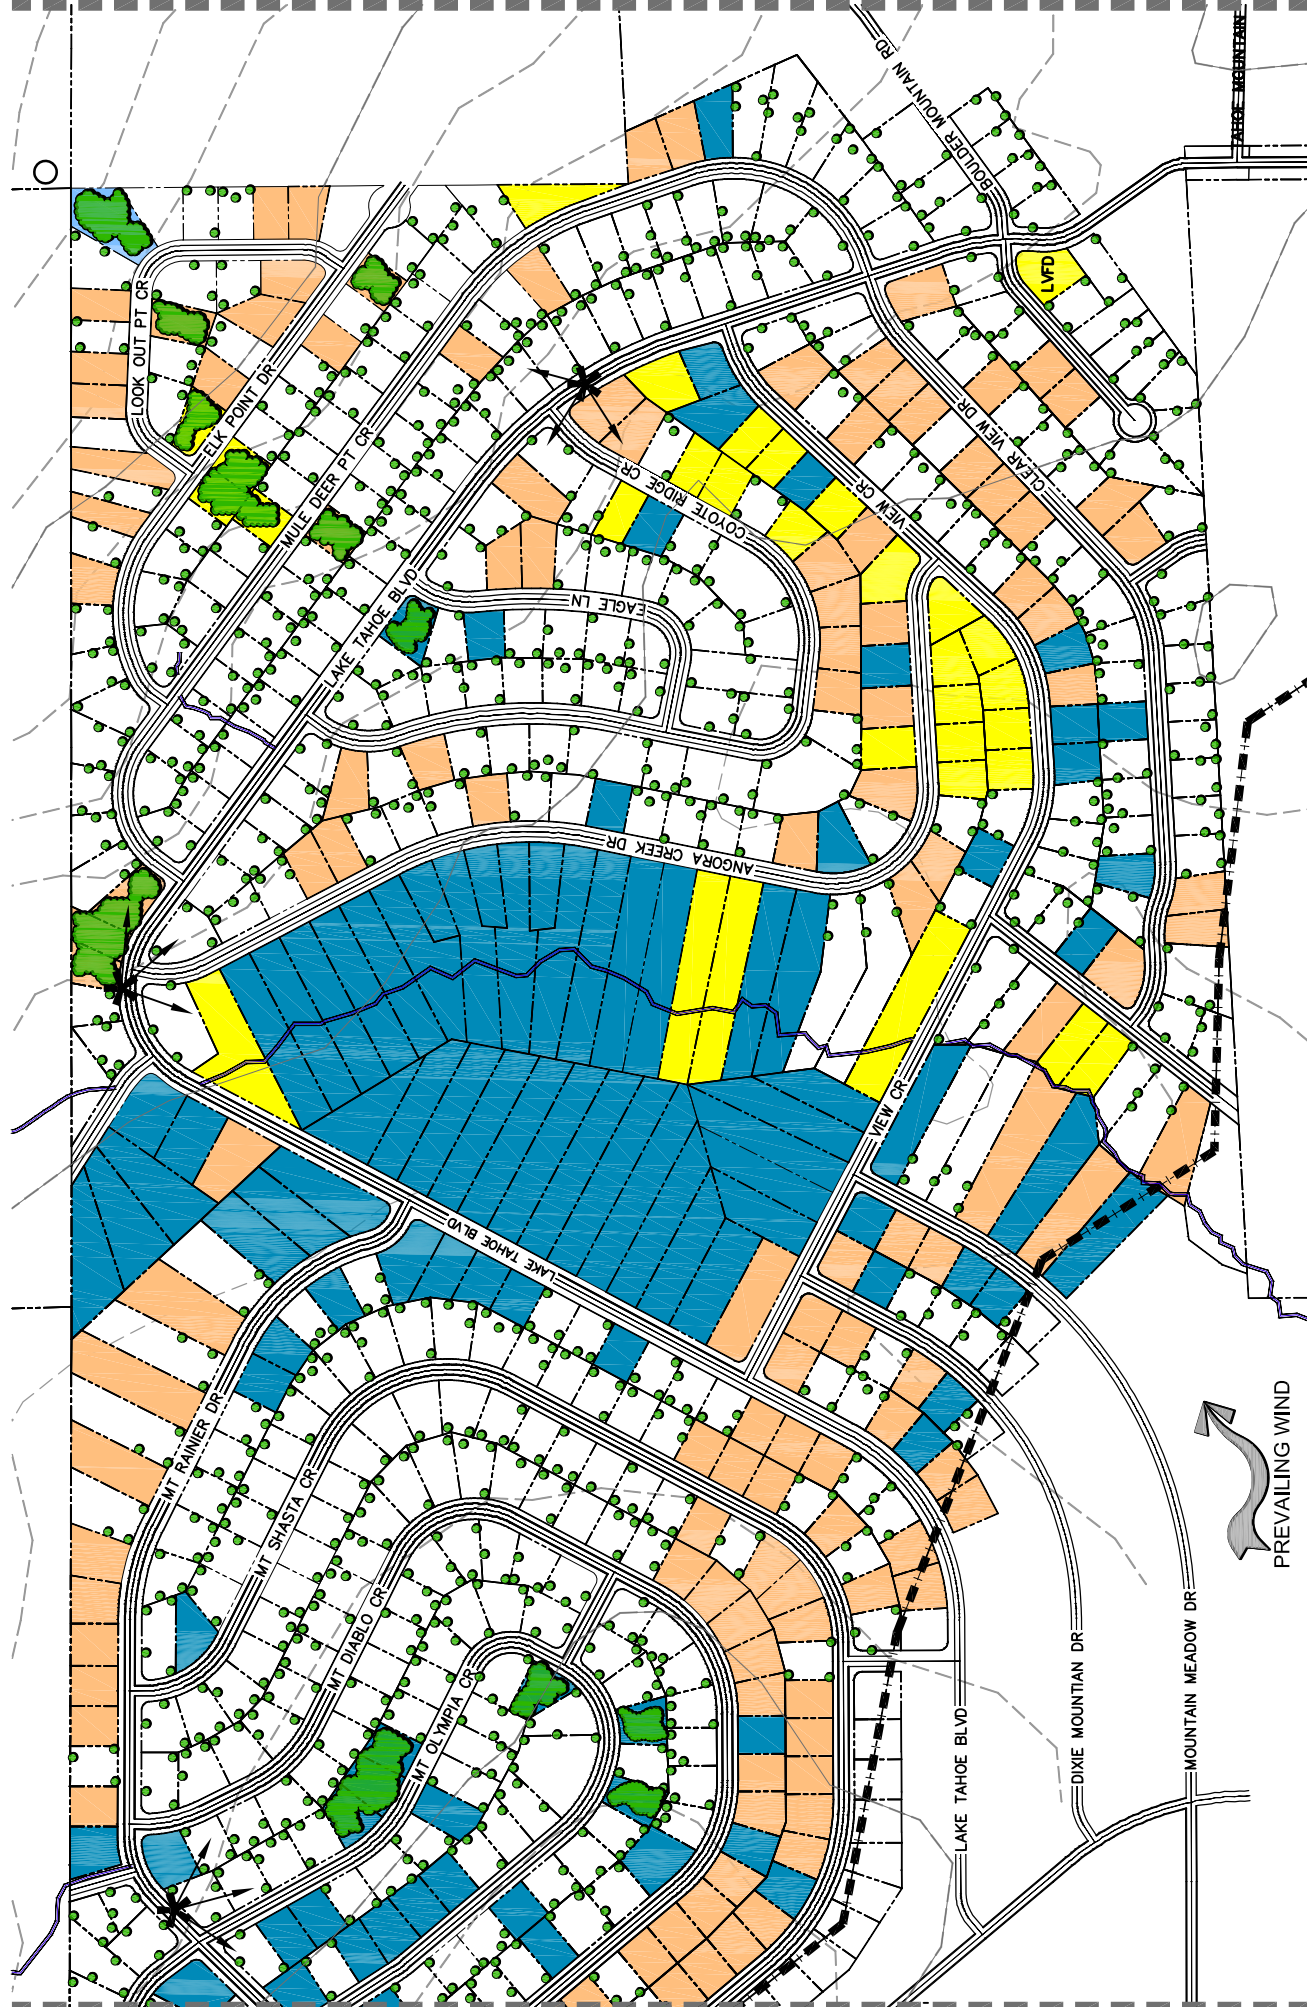 BOULDER MOUNTAIN RD
AHOE MOUNTAIN
LVFD
LOOK OUT PT CR
ELK POINT DR
MULE DEER PT CR
LAKE TAHOE BLVD
COYOTE RIDGE CR
VIEW CR
CLEAR VIEW DR
EAGLE LN
ANGORA CREEK DR
VIEW CR
LAKE TAHOE BLVD
MT RAINIER DR
MT SHASTA CR
MT DIABLO CR
MT OLYMPIA CR
LAKE TAHOE BLVD
DIXIE MOUNTIAN DR
MOUNTAIN MEADOW DR
PREVAILING WIND